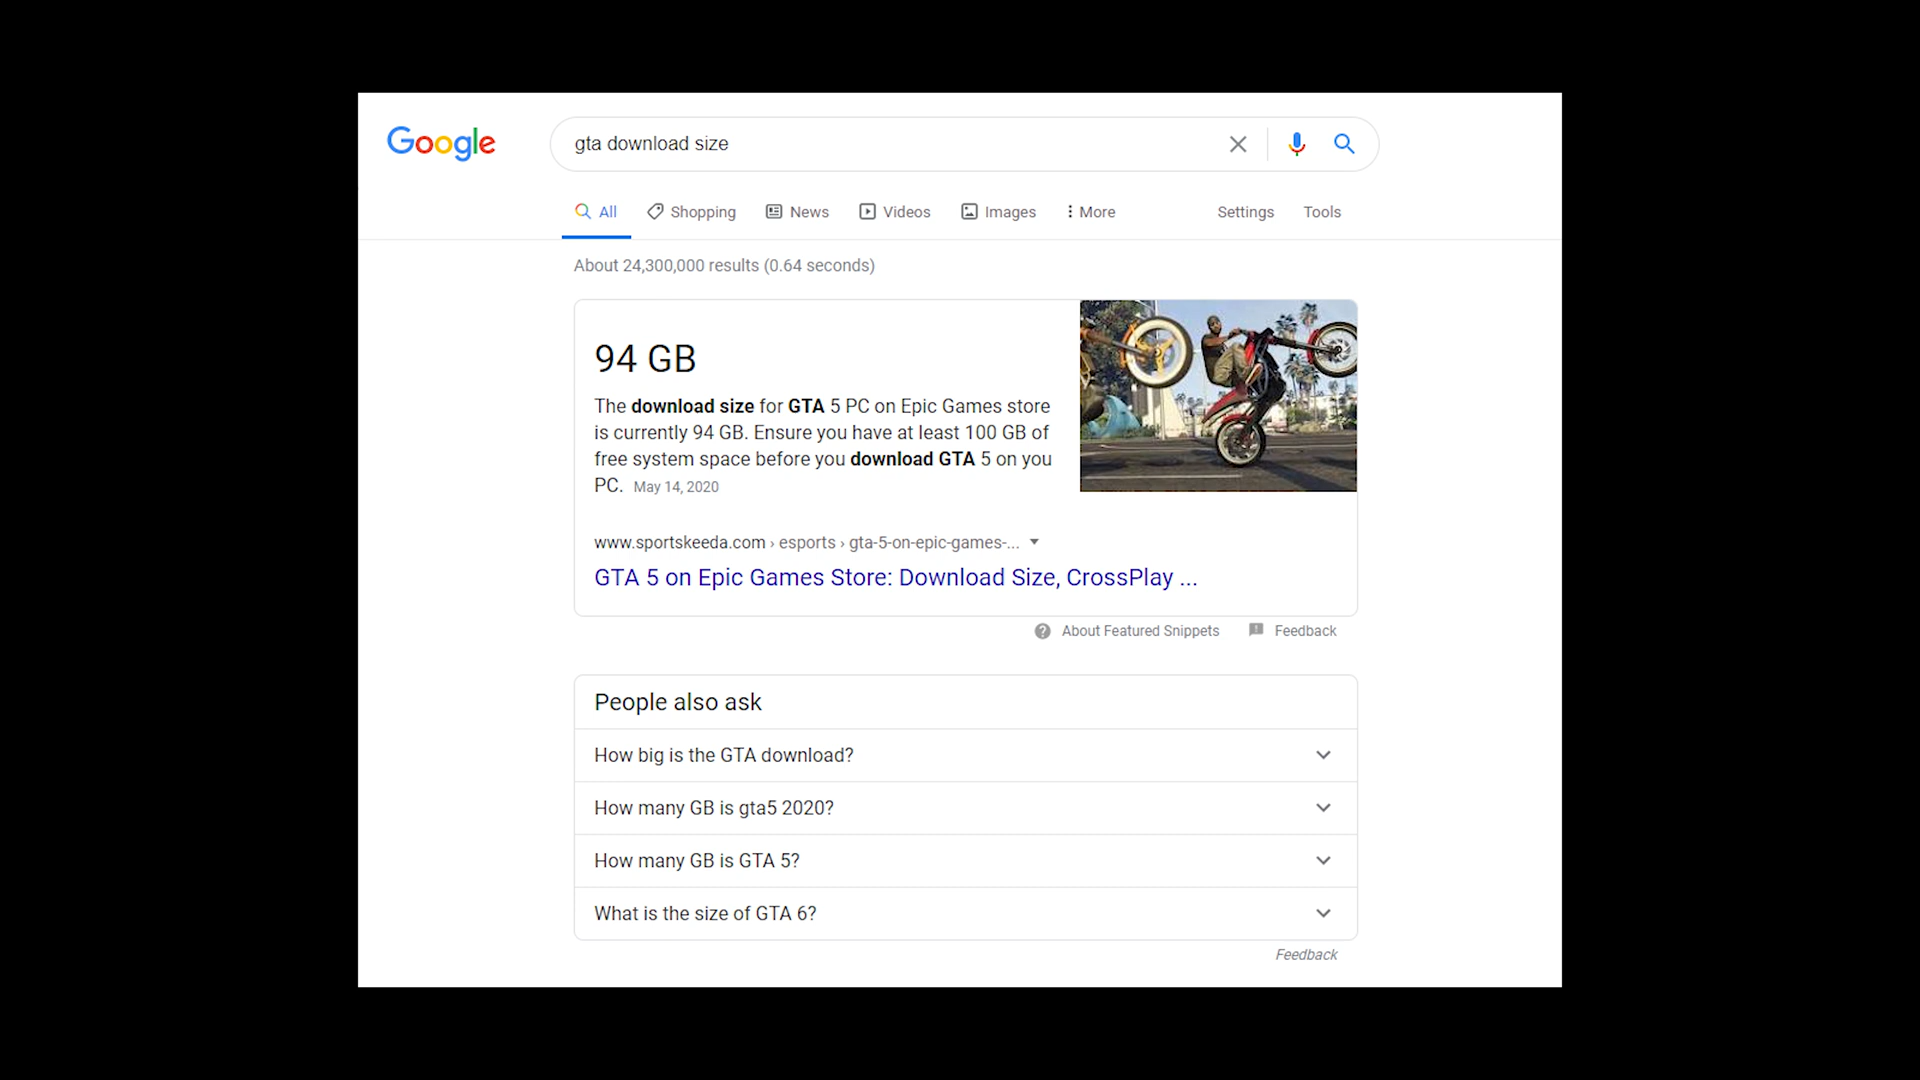 Google
gta download size
All Shopping News Videos Images More Settings Tools
About 24,300,000 results (0.64 seconds)
94 GB
The download size for GTA 5 PC on Epic Games store
is currently 94 GB. Ensure you have at least 100 GB of
free system space before you download GTA 5 on you
PC. May 14, 2020
www.sportskeeda.com › esports › gta-5-on-epic-games-...
GTA 5 on Epic Games Store: Download Size, CrossPlay ...
About Featured Snippets Feedback
People also ask
How big is the GTA download?
How many GB is gta5 2020?
How many GB is GTA 5?
What is the size of GTA 6?
Feedback